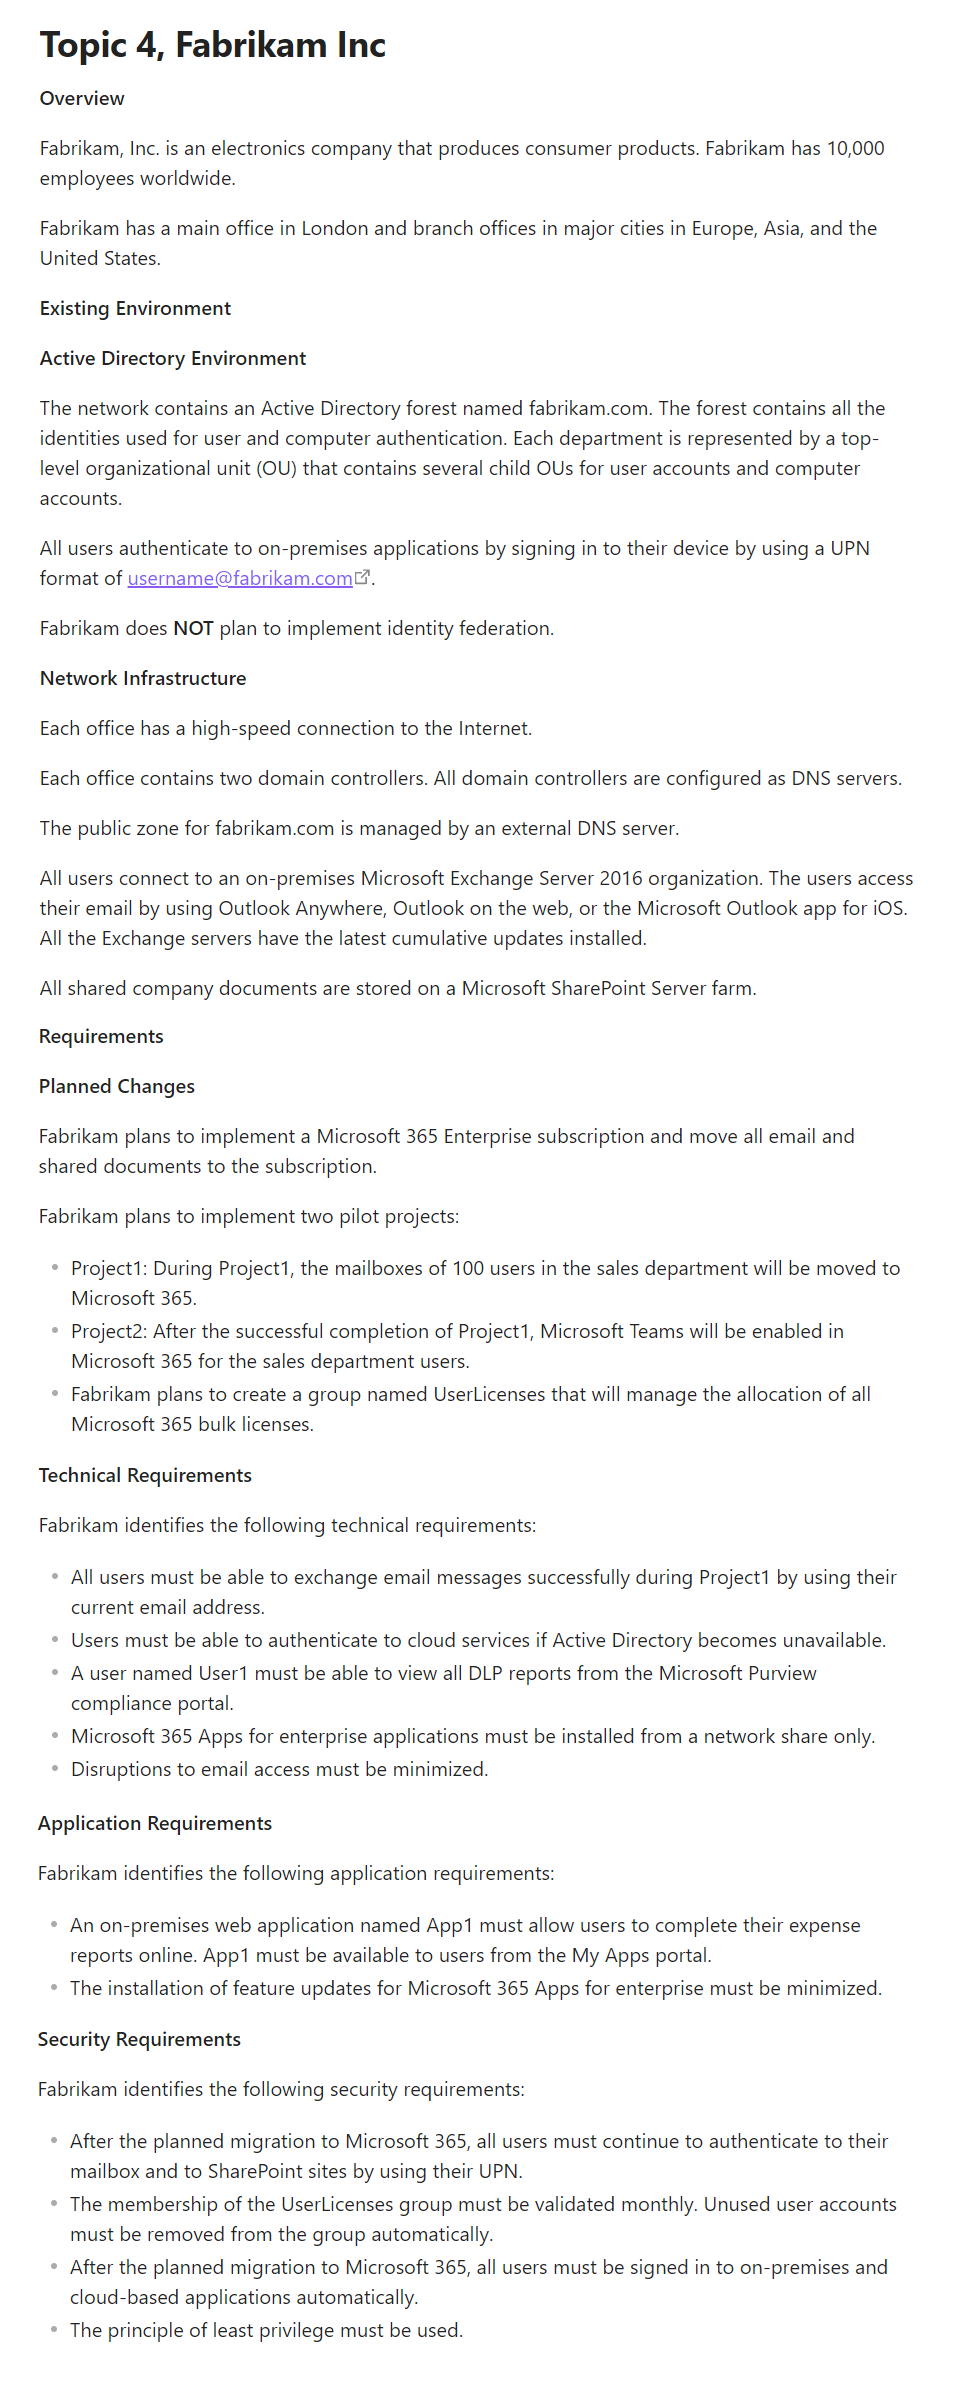 Topic 4, Fabrikam Inc
Overview
Fabrikam, Inc. is an electronics company that produces consumer products. Fabrikam has 10,000
employees worldwide.
Fabrikam has a main office in London and branch offices in major cities in Europe, Asia, and the
United States.
Existing Environment
Active Directory Environment
The network contains an Active Directory forest named fabrikam.com. The forest contains all the
identities used for user and computer authentication. Each department is represented by a top-
level organizational unit (OU) that contains several child OUs for user accounts and computer
accounts.
All users authenticate to on-premises applications by signing in to their device by using a UPN
format of username@fabrikam.com.
Fabrikam does NOT plan to implement identity federation.
Network Infrastructure
Each office has a high-speed connection to the Internet.
Each office contains two domain controllers. All domain controllers are configured as DNS servers.
The public zone for fabrikam.com is managed by an external DNS server.
All users connect to an on-premises Microsoft Exchange Server 2016 organization. The users access
their email by using Outlook Anywhere, Outlook on the web, or the Microsoft Outlook app for iOS.
All the Exchange servers have the latest cumulative updates installed.
All shared company documents are stored on a Microsoft SharePoint Server farm.
Requirements
Planned Changes
Fabrikam plans to implement a Microsoft 365 Enterprise subscription and move all email and
shared documents to the subscription.
Fabrikam plans to implement two pilot projects:
• Project1: During Project1, the mailboxes of 100 users in the sales department will be moved to
Microsoft 365.
• Project2: After the successful completion of Project1, Microsoft Teams will be enabled in
Microsoft 365 for the sales department users.
• Fabrikam plans to create a group named UserLicenses that will manage the allocation of all
Microsoft 365 bulk licenses.
Technical Requirements
Fabrikam identifies the following technical requirements:
• All users must be able to exchange email messages successfully during Project1 by using their
current email address.
• Users must be able to authenticate to cloud services if Active Directory becomes unavailable.
• A user named User1 must be able to view all DLP reports from the Microsoft Purview
compliance portal.
• Microsoft 365 Apps for enterprise applications must be installed from a network share only.
• Disruptions to email access must be minimized.
Application Requirements
Fabrikam identifies the following application requirements:
• An on-premises web application named App1 must allow users to complete their expense
reports online. App1 must be available to users from the My Apps portal.
• The installation of feature updates for Microsoft 365 Apps for enterprise must be minimized.
Security Requirements
Fabrikam identifies the following security requirements:
• After the planned migration to Microsoft 365, all users must continue to authenticate to their
mailbox and to SharePoint sites by using their UPN.
• The membership of the UserLicenses group must be validated monthly. Unused user accounts
must be removed from the group automatically.
• After the planned migration to Microsoft 365, all users must be signed in to on-premises and
cloud-based applications automatically.
• The principle of least privilege must be used.